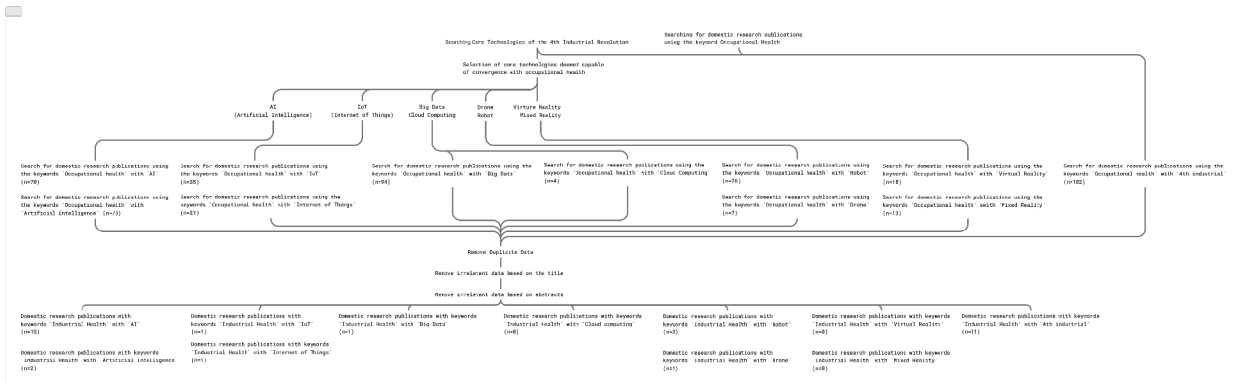 Searching Core Technologies of the 4th Industrial Revolution
Searching for domestic research publications
using the keyword Occupational Health
Selection of core technologies deemed capable
of convergence with occupational health
AI
(Artificial Intelligence)
IoT
(Internet of Things)
Big Data
Cloud Computing
Drone
Robot
Virture Reality
Mixed Reality
Search for domestic research publications using
the keywords `Occupational health` with `AI`
(n=78)
Search for domestic research publications using
the keywords `Occupational health` with
`Artificial intelligence`
Search for domestic research publications using
the keywords `Occupational health` with `IoT`
(n=35)
Search for domestic research publications using the
keywords `Occupational health` with `Internet of Things`
(n=21)
Search for domestic research publications using the
keywords `Occupational health` with `Big Data`
(n=94)
Search for domestic research publications using the
keywords `Occupational health` with `Cloud Computing`
(n=4)
Search for domestic research publications using
the keywords `Occupational health` with `Robot`
(n=76)
Search for domestic research publications using
the keywords `Occupational health` with `Drone`
(n=7)
Search for domestic research publications using the
keywords `Occupational health` with `Virtual Reality`
(n=18)
Search for domestic research publications using the
keywords `Occupational health` with `Mixed Reality`
(n=13)
Search for domestic research publications using the
keywords `Occupational health` with `4th industrial`
(n=182)
Remove Duplicate Data
Remove irrelevant data based on the title
Remove irrelevant data based on abstracts
Domestic research publications with
keywords `Industrial Health` with `AI`
(n=15)
Domestic research publications with keywords
`Industrial Health` with `Artificial Intelligence
(n=2)
Domestic research publications with
keywords `Industrial Health` with `IoT`
(n=1)
Domestic research publications with keywords
`Industrial Health` with `Internet of Things`
(n=1)
Domestic research publications with keywords
`Industrial Health` with `Big Data`
(n=1)
Domestic research publications with keywords
`Industrial Health` with `Cloud computing`
(n=0)
Domestic research publications with
keywords `Industrial Health` with `Robot`
(n=2)
Domestic research publications with
keywords `Industrial Health` with `Drone`
(n=1)
Domestic research publications with keywords
`Industrial Health` with `Virtual Reality`
(n=0)
Domestic research publications with keywords
`Industrial Health` with `Mixed Reality`
(n=0)
Domestic research publications with keywords
`Industrial Health` with `4th industrial`
(n=11)